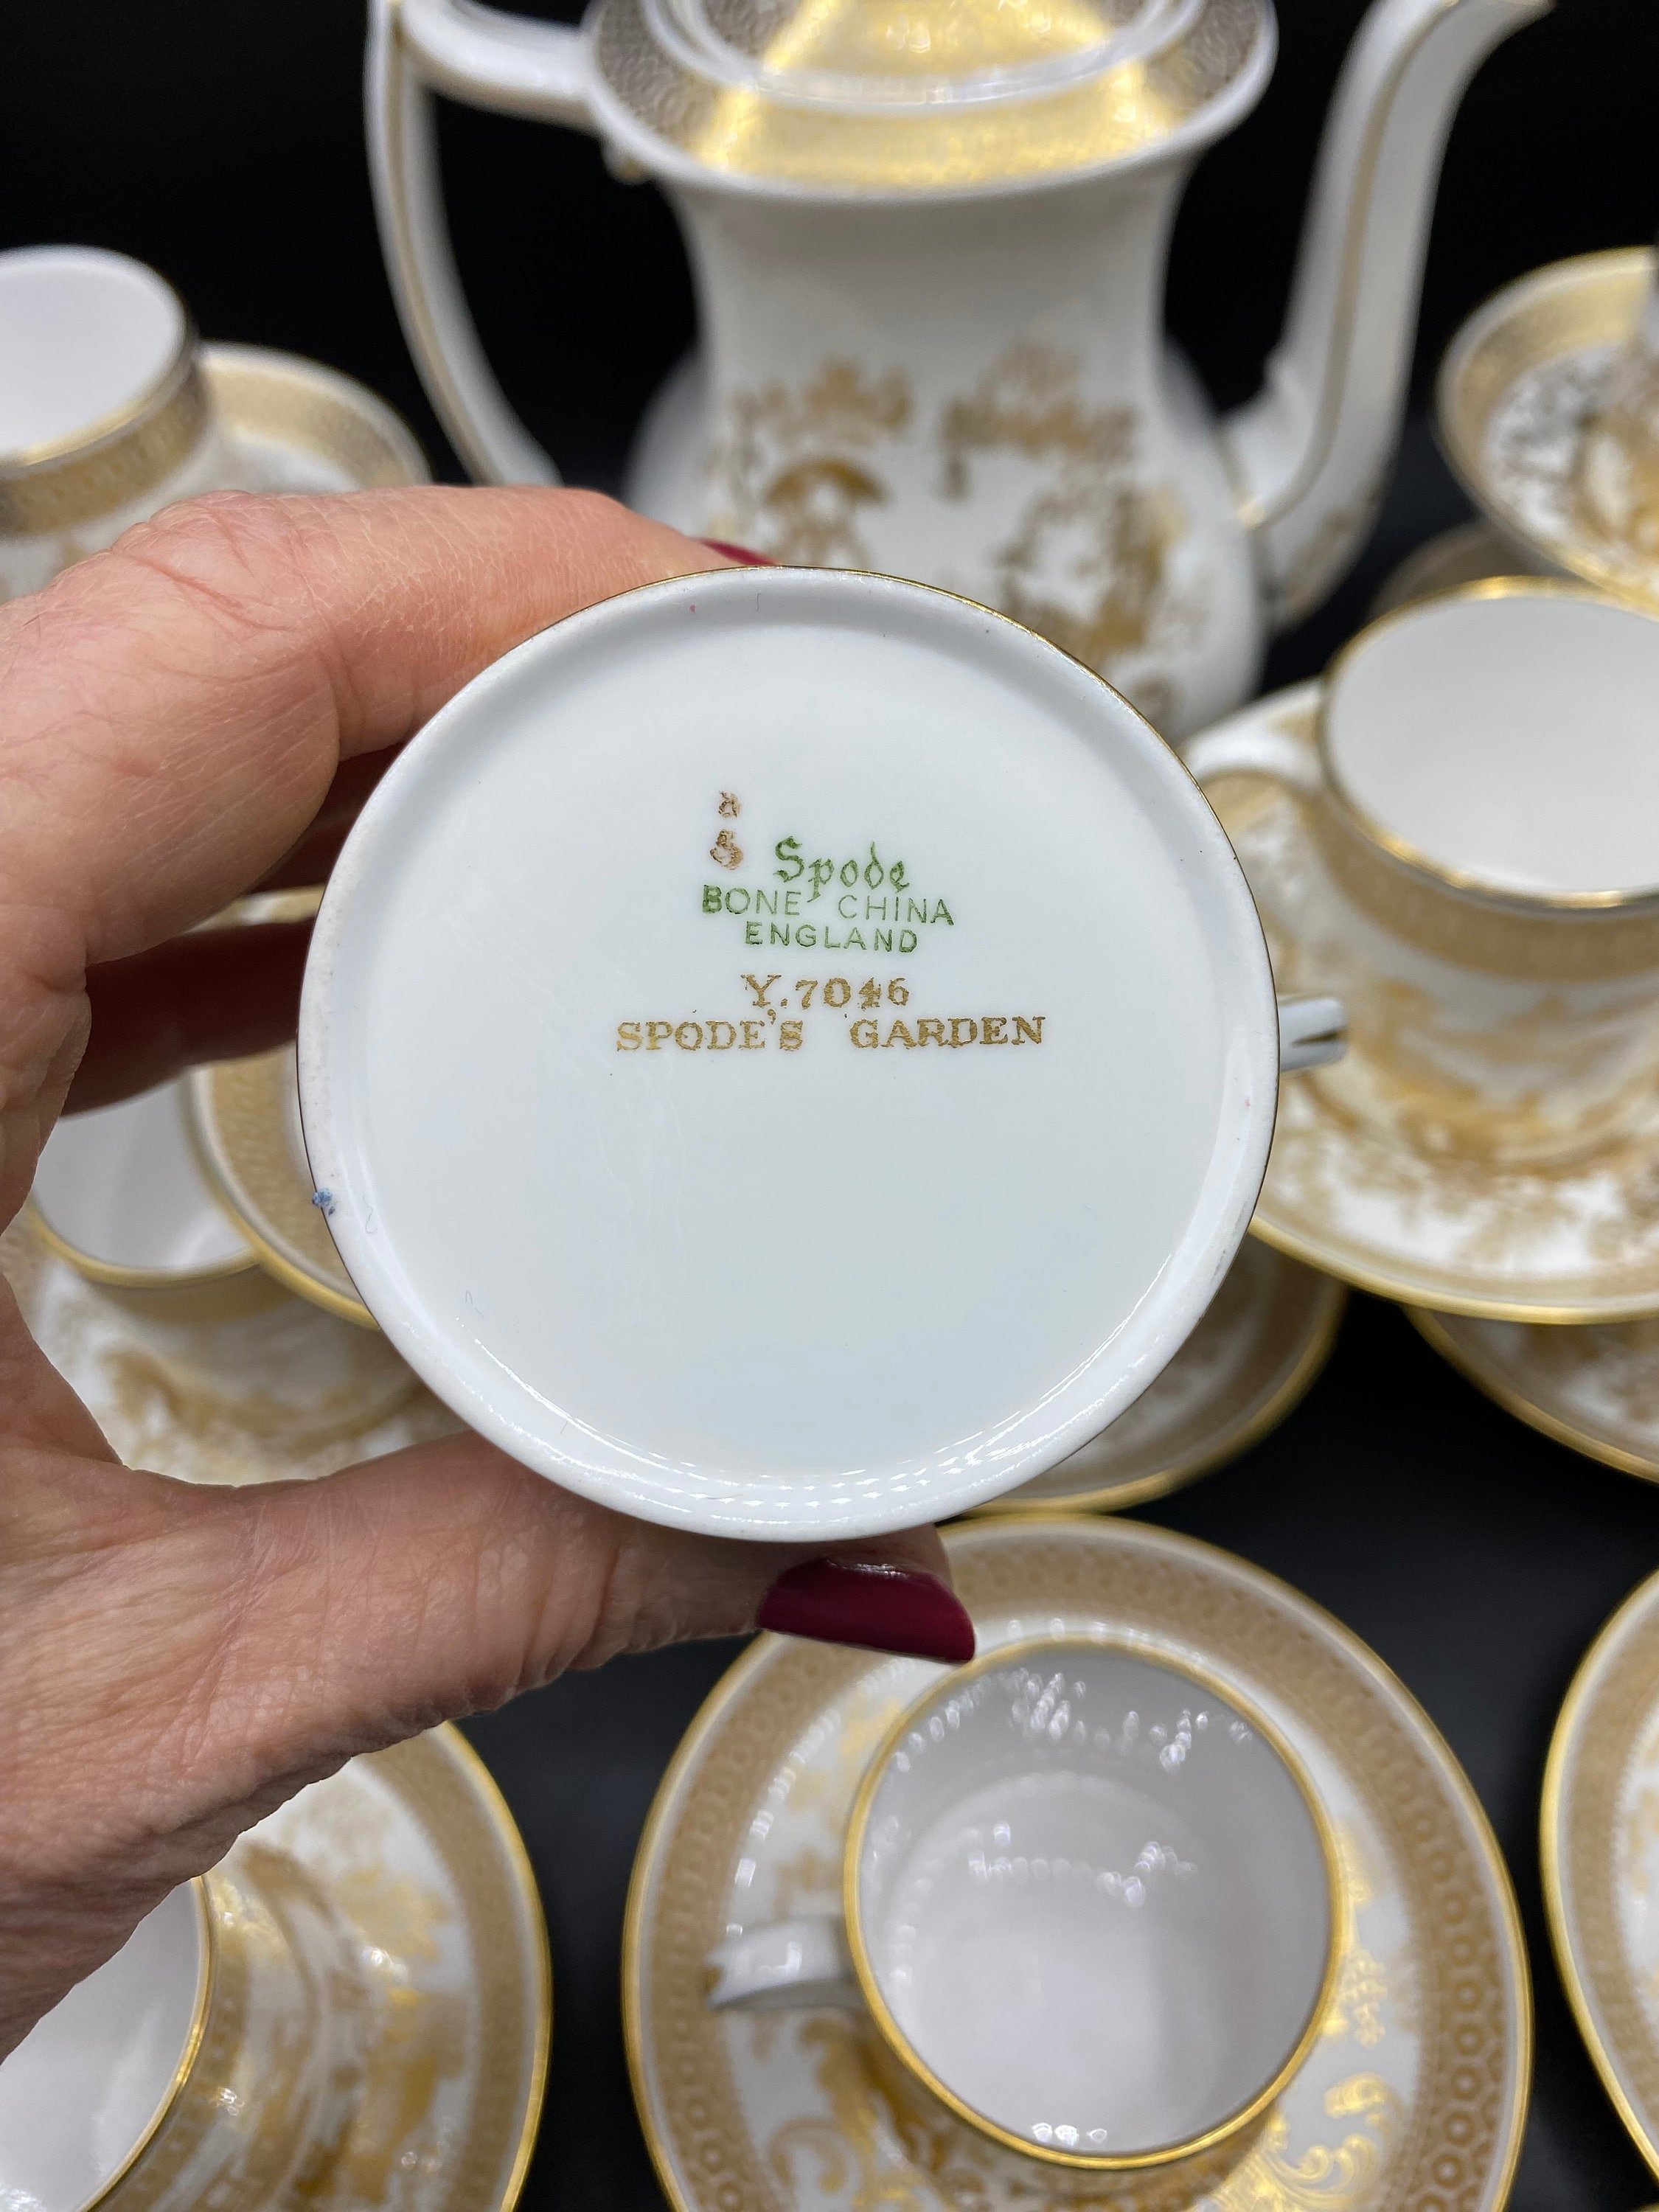 Spode
BONE CHINA
ENGLAND
Y.7046
SPODE'S GARDEN